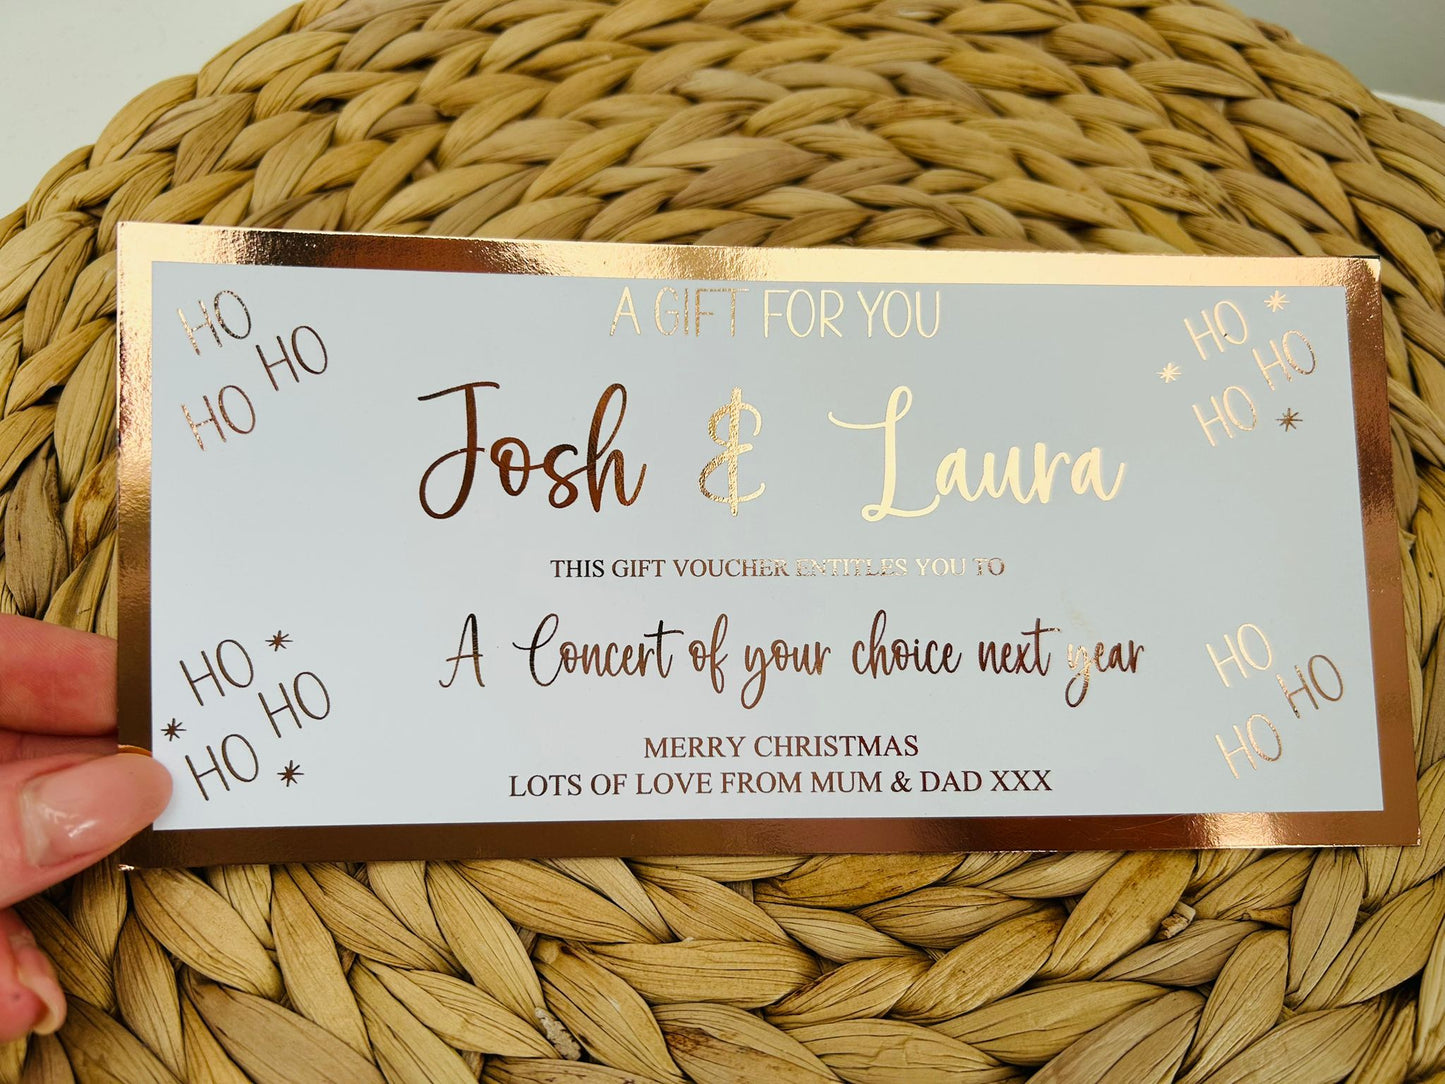 A GIFT FOR YOU
HO
HO
HO
HO
HO
HO
Josh & Laura
THIS GIFT VOUCHER ENTITLES YOU TO
A Concert of your choice next year
HO
HO
HO
HO
HO
HO
MERRY CHRISTMAS
LOTS OF LOVE FROM MUM & DAD XXX